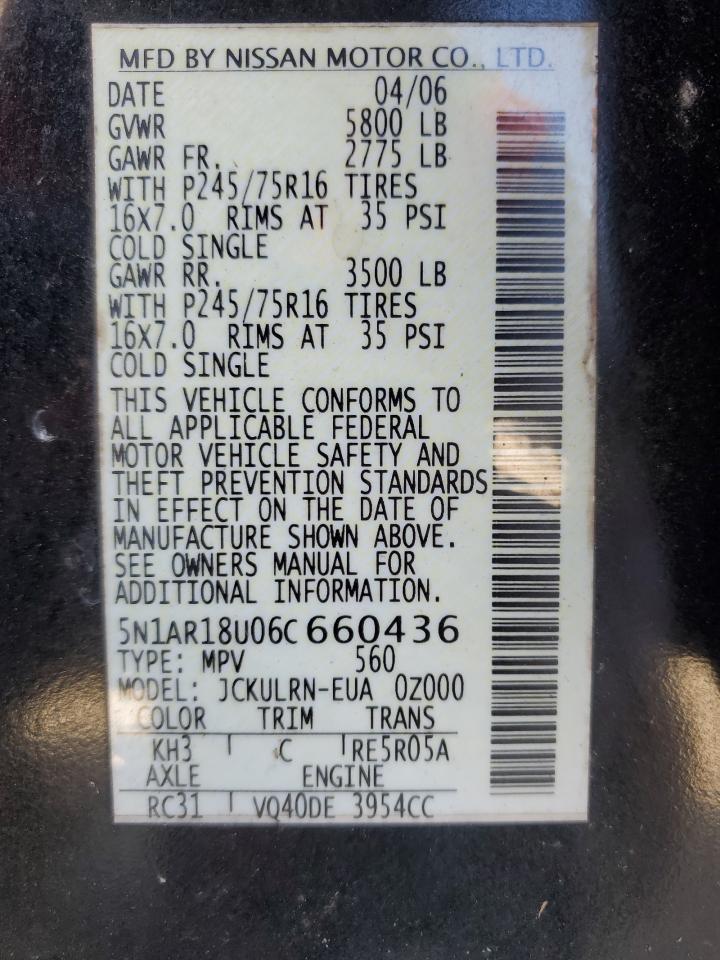 MFD BY NISSAN MOTOR CO., LTD.
DATE 04/06
GVWR 5800 LB
GAWR FR. 2775 LB
WITH P245/75R16 TIRES
16X7.0 RIMS AT 35 PSI
COLD SINGLE
GAWR RR. 3500 LB
WITH P245/75R16 TIRES
16X7.0 RIMS AT 35 PSI
COLD SINGLE
THIS VEHICLE CONFORMS TO
ALL APPLICABLE FEDERAL
MOTOR VEHICLE SAFETY AND
THEFT PREVENTION STANDARDS
IN EFFECT ON THE DATE OF
MANUFACTURE SHOWN ABOVE.
SEE OWNERS MANUAL FOR
ADDITIONAL INFORMATION.
5N1AR18U06C660436
TYPE: MPV 560
MODEL: JCKULRN-EUA 0Z000
COLOR TRIM TRANS
KH3 C RE5R05A
AXLE ENGINE
RC31 VQ40DE 3954CC